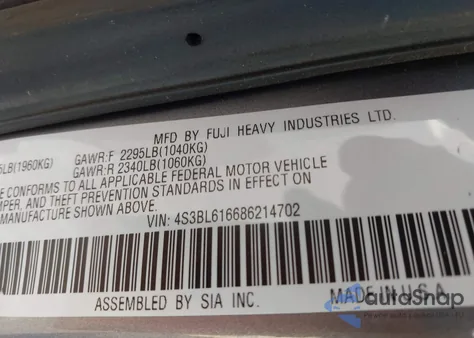 MFD BY FUJI HEAVY INDUSTRIES LTD.
LB(1960KG) GAWR:F 2295LB(1040KG)
GAWR:R 2340LB(1060KG)
E CONFORMS TO ALL APPLICABLE FEDERAL MOTOR VEHICLE
MPER, AND THEFT PREVENTION STANDARDS IN EFFECT ON
MANUFACTURE SHOWN ABOVE.
VIN: 4S3BL616686214702
ASSEMBLED BY SIA INC. MADE IN U.S.A.
autoSnap